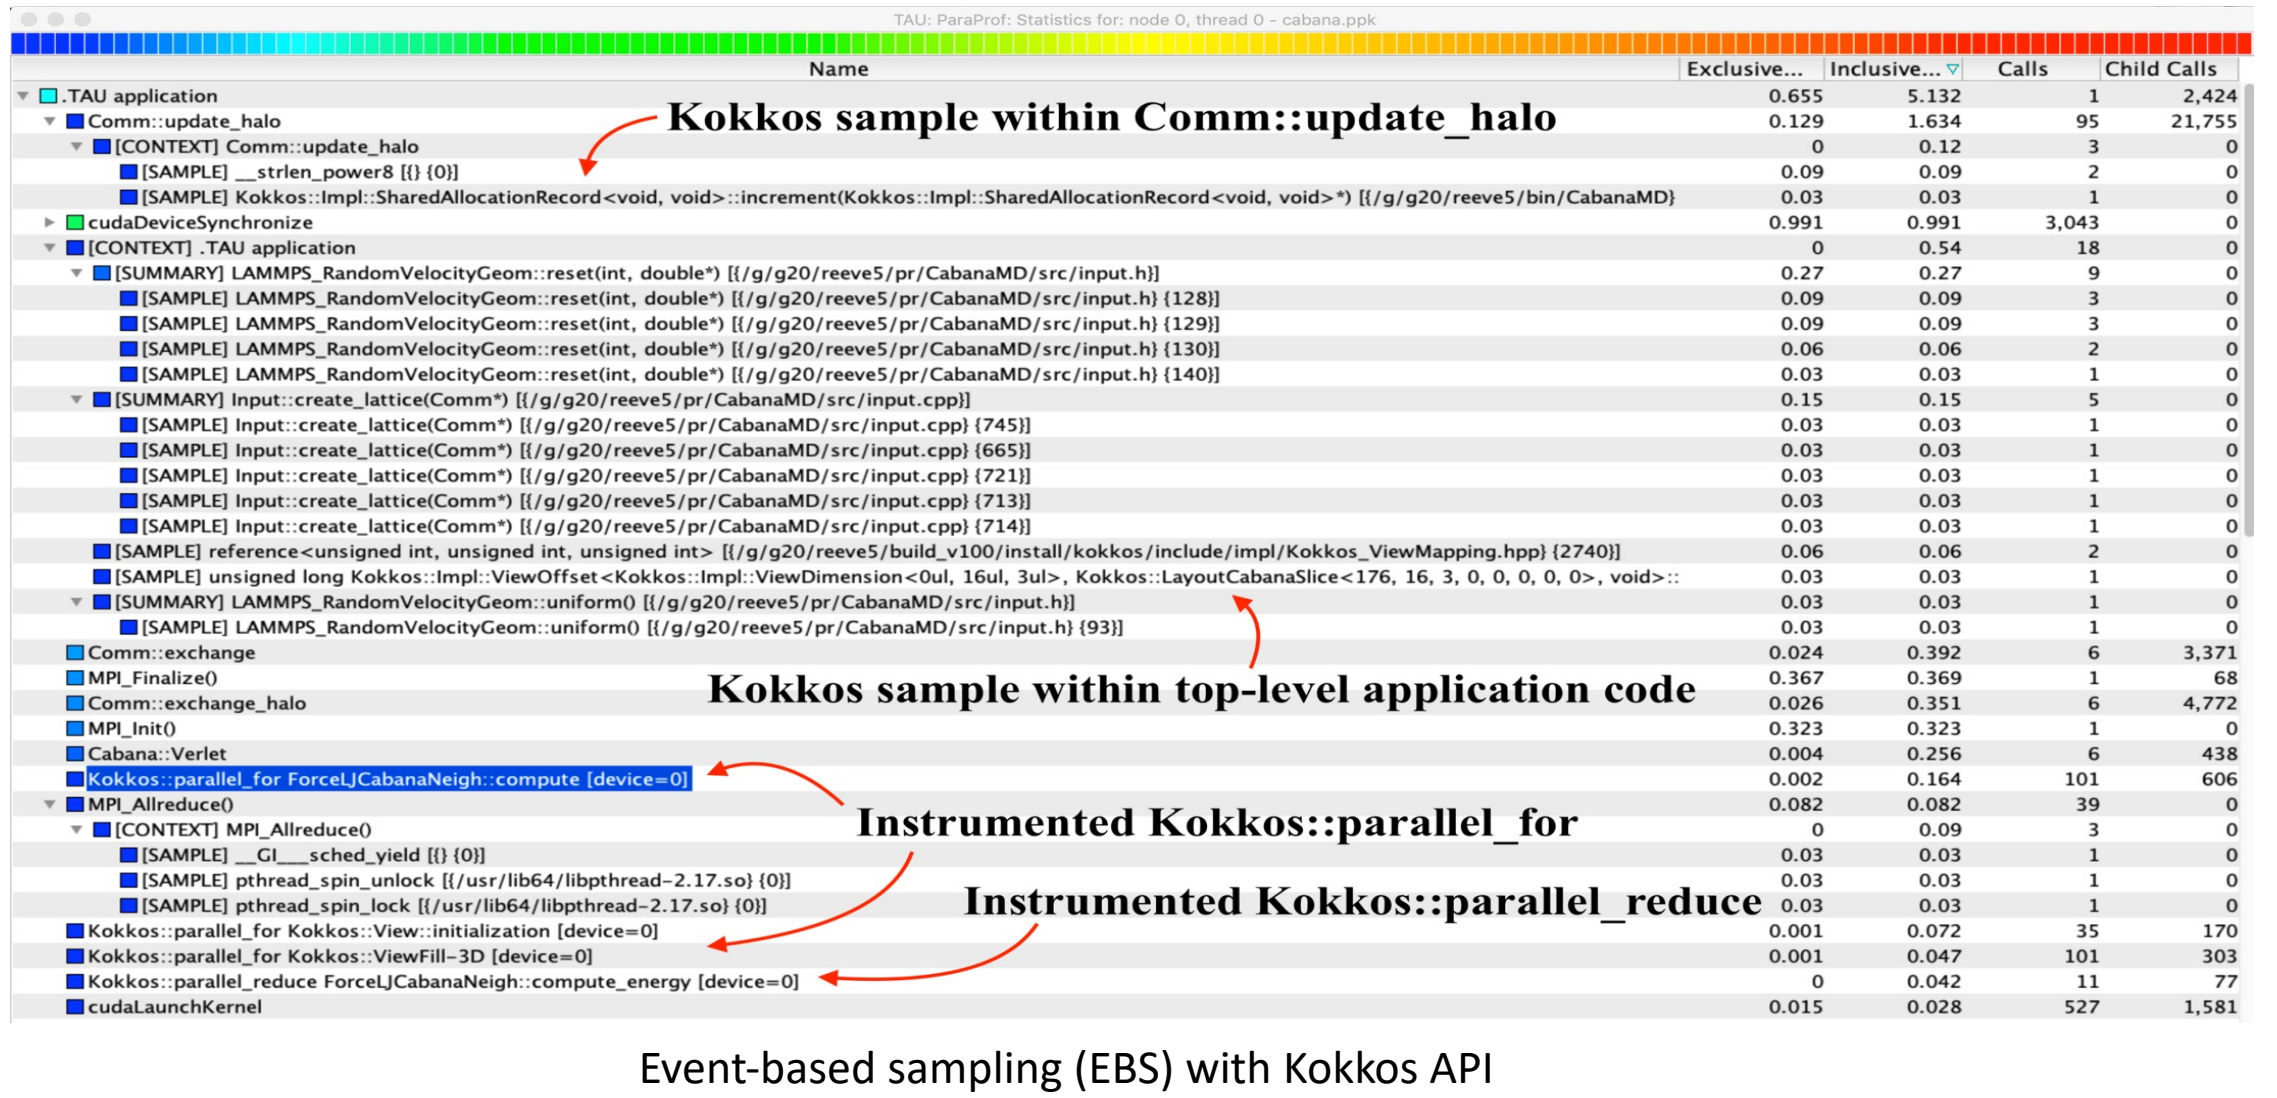 TAU: ParaProf: Statistics for: node 0, thread 0 - cabana.ppk
Name Exclusive... Inclusive... Calls Child Calls
.TAU application 0.655 5.132 1 2,424
Kokkos sample within Comm::update_halo
Comm::update_halo 0.129 1.634 95 21,755
[CONTEXT] Comm::update_halo 0 0.12 3 0
[SAMPLE] __strlen_power8 [{} {0}] 0.09 0.09 2 0
[SAMPLE] Kokkos::Impl::SharedAllocationRecord<void, void>::increment(Kokkos::Impl::SharedAllocationRecord<void, void>*) [{/g/g20/reeve5/bin/CabanaMD} 0.03 0.03 1 0
cudaDeviceSynchronize 0.991 0.991 3,043 0
[CONTEXT] .TAU application 0 0.54 18 0
[SUMMARY] LAMMPS_RandomVelocityGeom::reset(int, double*) [{/g/g20/reeve5/pr/CabanaMD/src/input.h}] 0.27 0.27 9 0
[SAMPLE] LAMMPS_RandomVelocityGeom::reset(int, double*) [{/g/g20/reeve5/pr/CabanaMD/src/input.h} {128}] 0.09 0.09 3 0
[SAMPLE] LAMMPS_RandomVelocityGeom::reset(int, double*) [{/g/g20/reeve5/pr/CabanaMD/src/input.h} {129}] 0.09 0.09 3 0
[SAMPLE] LAMMPS_RandomVelocityGeom::reset(int, double*) [{/g/g20/reeve5/pr/CabanaMD/src/input.h} {130}] 0.06 0.06 2 0
[SAMPLE] LAMMPS_RandomVelocityGeom::reset(int, double*) [{/g/g20/reeve5/pr/CabanaMD/src/input.h} {140}] 0.03 0.03 1 0
[SUMMARY] Input::create_lattice(Comm*) [{/g/g20/reeve5/pr/CabanaMD/src/input.cpp}] 0.15 0.15 5 0
[SAMPLE] Input::create_lattice(Comm*) [{/g/g20/reeve5/pr/CabanaMD/src/input.cpp} {745}] 0.03 0.03 1 0
[SAMPLE] Input::create_lattice(Comm*) [{/g/g20/reeve5/pr/CabanaMD/src/input.cpp} {665}] 0.03 0.03 1 0
[SAMPLE] Input::create_lattice(Comm*) [{/g/g20/reeve5/pr/CabanaMD/src/input.cpp} {721}] 0.03 0.03 1 0
[SAMPLE] Input::create_lattice(Comm*) [{/g/g20/reeve5/pr/CabanaMD/src/input.cpp} {713}] 0.03 0.03 1 0
[SAMPLE] Input::create_lattice(Comm*) [{/g/g20/reeve5/pr/CabanaMD/src/input.cpp} {714}] 0.03 0.03 1 0
[SAMPLE] reference<unsigned int, unsigned int, unsigned int> [{/g/g20/reeve5/build_v100/install/kokkos/include/impl/Kokkos_ViewMapping.hpp} {2740}] 0.06 0.06 2 0
[SAMPLE] unsigned long Kokkos::Impl::ViewOffset<Kokkos::Impl::ViewDimension<0ul, 16ul, 3ul>, Kokkos::LayoutCabanaSlice<176, 16, 3, 0, 0, 0, 0, 0>, void>:: 0.03 0.03 1 0
[SUMMARY] LAMMPS_RandomVelocityGeom::uniform() [{/g/g20/reeve5/pr/CabanaMD/src/input.h}] 0.03 0.03 1 0
[SAMPLE] LAMMPS_RandomVelocityGeom::uniform() [{/g/g20/reeve5/pr/CabanaMD/src/input.h} {93}] 0.03 0.03 1 0
Comm::exchange 0.024 0.392 6 3,371
MPI_Finalize() 0.367 0.369 1 68
Kokkos sample within top-level application code
Comm::exchange_halo 0.026 0.351 6 4,772
MPI_Init() 0.323 0.323 1 0
Cabana::Verlet 0.004 0.256 6 438
Kokkos::parallel_for ForceLJCabanaNeigh::compute [device=0] 0.002 0.164 101 606
MPI_Allreduce() 0.082 0.082 39 0
Instrumented Kokkos::parallel_for
[CONTEXT] MPI_Allreduce() 0 0.09 3 0
[SAMPLE] __GI___sched_yield [{} {0}] 0.03 0.03 1 0
[SAMPLE] pthread_spin_unlock [{/usr/lib64/libpthread-2.17.so} {0}] 0.03 0.03 1 0
Instrumented Kokkos::parallel_reduce
[SAMPLE] pthread_spin_lock [{/usr/lib64/libpthread-2.17.so} {0}] 0.03 0.03 1 0
Kokkos::parallel_for Kokkos::View::initialization [device=0] 0.001 0.072 35 170
Kokkos::parallel_for Kokkos::ViewFill-3D [device=0] 0.001 0.047 101 303
Kokkos::parallel_reduce ForceLJCabanaNeigh::compute_energy [device=0] 0 0.042 11 77
cudaLaunchKernel 0.015 0.028 527 1,581
Event-based sampling (EBS) with Kokkos API